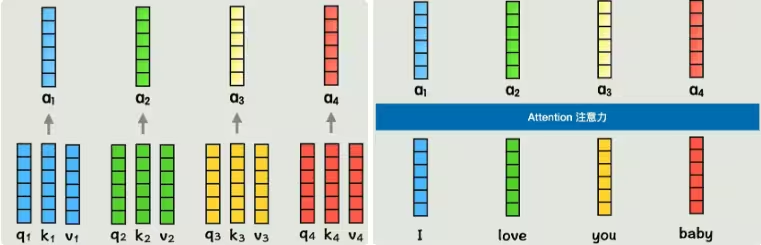 a1 a2 a3 a4
q1 k1 v1 q2 k2 v2 q3 k3 v3 q4 k4 v4
a1 a2 a3 a4
Attention 注意力
I love you baby